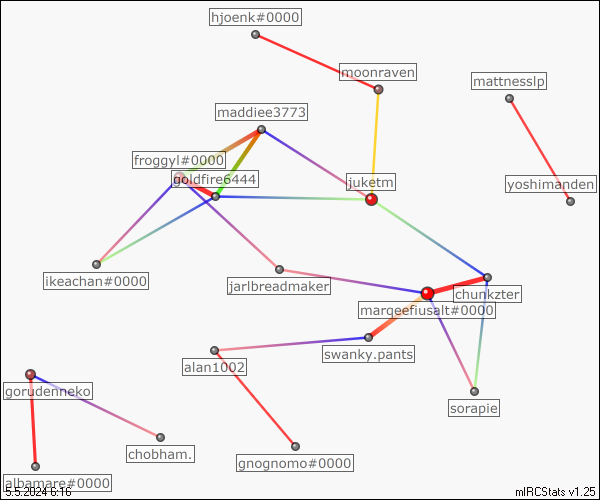 hjoenk#0000
moonraven
mattnesslp
maddiee3773
froggyl#0000
goldfire6444
juketm
yoshimanden
ikeachan#0000
jarlbreadmaker
chunkzter
marqeefiusalt#0000
swanky.pants
alan1002
gorudenneko
sorapie
chobham.
gnognomo#0000
albamare#0000
5.5.2024 6:16
mIRCStats v1.25